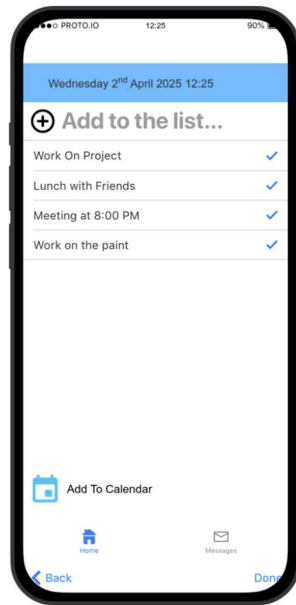 PROTO.IO 12:25 90%
Wednesday 2nd April 2025 12:25
Add to the list...
Work On Project
Lunch with Friends
Meeting at 8:00 PM
Work on the paint
Add To Calendar
Home Messages
Back Done